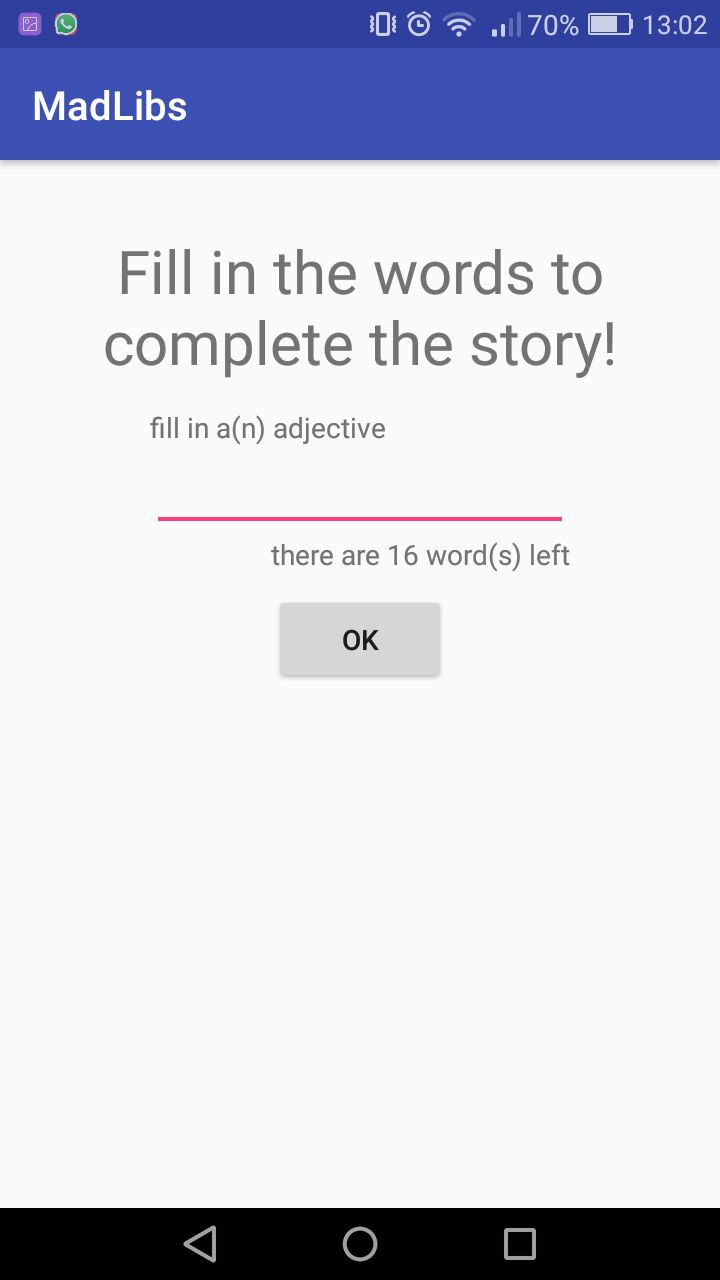 70% 13:02
MadLibs
Fill in the words to
complete the story!
fill in a(n) adjective
there are 16 word(s) left
OK